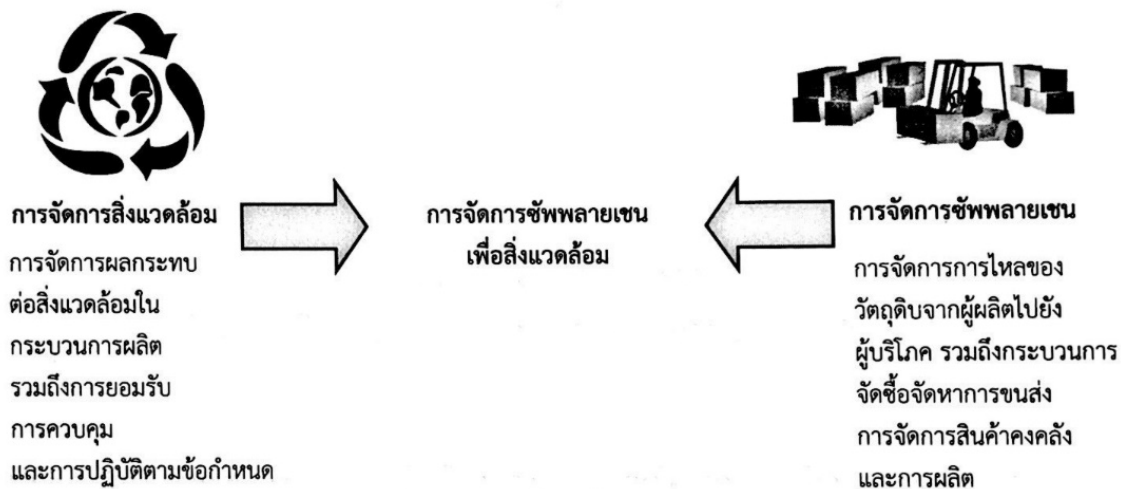 การจัดการสิ่งแวดล้อม
การจัดการผลกระทบ
ต่อสิ่งแวดล้อมใน
กระบวนการผลิต
รวมถึงการยอมรับ
การควบคุม
และการปฏิบัติตามข้อกำหนด
การจัดการซัพพลายเชน
เพื่อสิ่งแวดล้อม
การจัดการซัพพลายเชน
การจัดการการไหลของ
วัตถุดิบจากผู้ผลิตไปยัง
ผู้บริโภค รวมถึงกระบวนการ
จัดซื้อจัดหาการขนส่ง
การจัดการสินค้าคงคลัง
และการผลิต